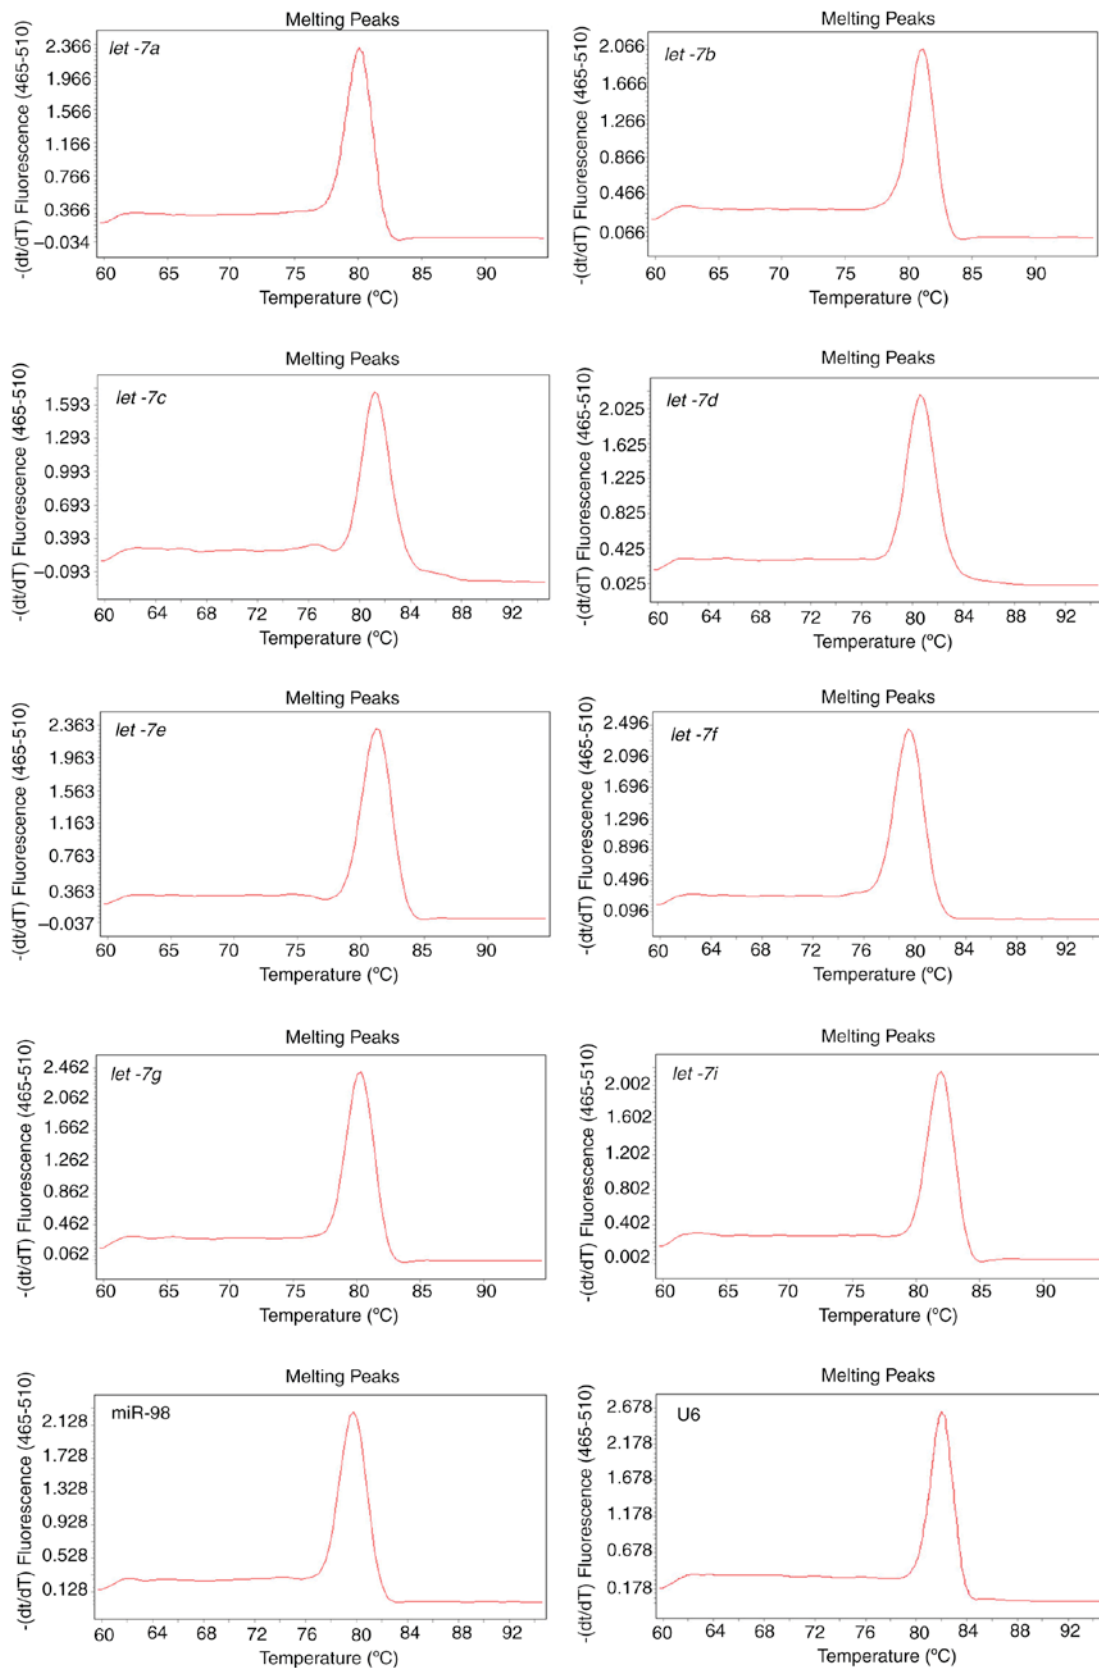 Melting Peaks
let -7a
-(dt/dT) Fluorescence (465-510)
2.366
1.966
1.566
1.166
0.766
0.366
–0.034
60 65 70 75 80 85 90
Temperature (ºC)
Melting Peaks
let -7b
-(dt/dT) Fluorescence (465-510)
2.066
1.666
1.266
0.866
0.466
0.066
60 65 70 75 80 85 90
Temperature (ºC)
Melting Peaks
let -7c
-(dt/dT) Fluorescence (465-510)
1.593
1.293
0.993
0.693
0.393
–0.093
60 64 68 72 76 80 84 88 92
Temperature (ºC)
Melting Peaks
let -7d
-(dt/dT) Fluorescence (465-510)
2.025
1.625
1.225
0.825
0.425
0.025
60 64 68 72 76 80 84 88 92
Temperature (ºC)
Melting Peaks
let -7e
-(dt/dT) Fluorescence (465-510)
2.363
1.963
1.563
1.163
0.763
0.363
–0.037
60 65 70 75 80 85 90
Temperature (ºC)
Melting Peaks
let -7f
-(dt/dT) Fluorescence (465-510)
2.496
2.096
1.696
1.296
0.896
0.496
0.096
60 64 68 72 76 80 84 88 92
Temperature (ºC)
Melting Peaks
let -7g
-(dt/dT) Fluorescence (465-510)
2.462
2.062
1.662
1.262
0.862
0.462
0.062
60 65 70 75 80 85 90
Temperature (ºC)
Melting Peaks
let -7i
-(dt/dT) Fluorescence (465-510)
2.002
1.602
1.202
0.802
0.402
0.002
60 65 70 75 80 85 90
Temperature (ºC)
Melting Peaks
miR-98
-(dt/dT) Fluorescence (465-510)
2.128
1.728
1.328
0.928
0.528
0.128
60 64 68 72 76 80 84 88 92
Temperature (ºC)
Melting Peaks
U6
-(dt/dT) Fluorescence (465-510)
2.678
2.178
1.678
1.178
0.678
0.178
60 64 68 72 76 80 84 88 92
Temperature (ºC)